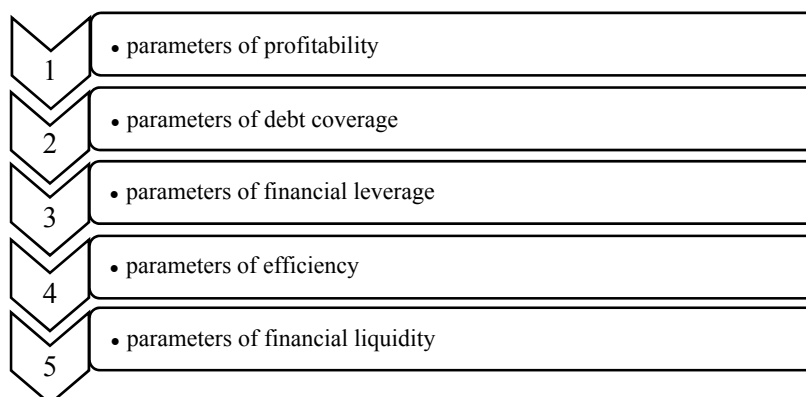 1 • parameters of profitability
2 • parameters of debt coverage
3 • parameters of financial leverage
4 • parameters of efficiency
5 • parameters of financial liquidity